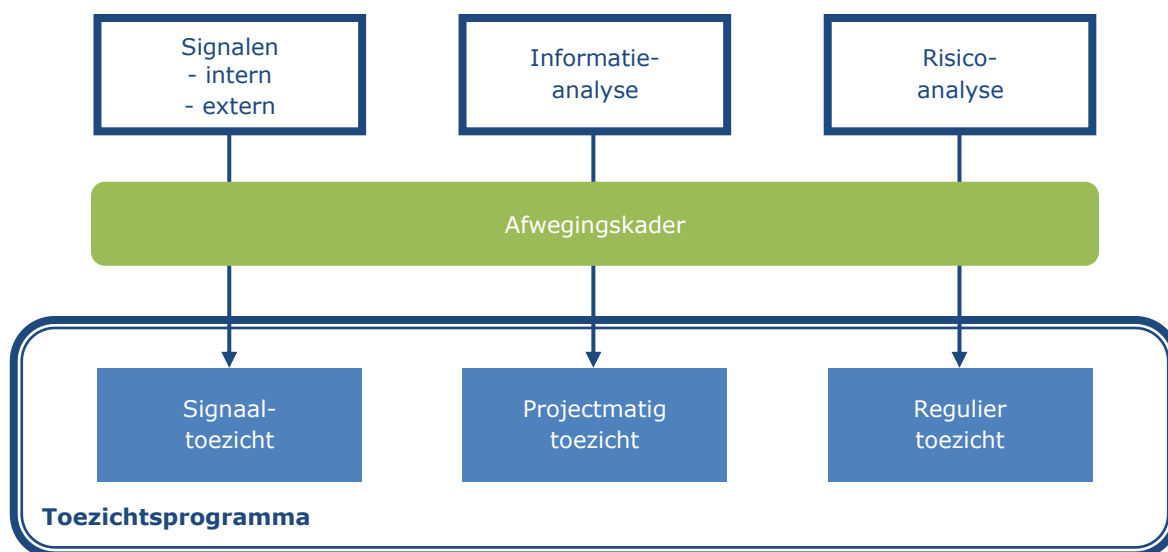 Signalen
- intern
- extern
Informatie-
analyse
Risico-
analyse
Afwegingskader
Signaal-
toezicht
Projectmatig
toezicht
Regulier
toezicht
Toezichtsprogramma